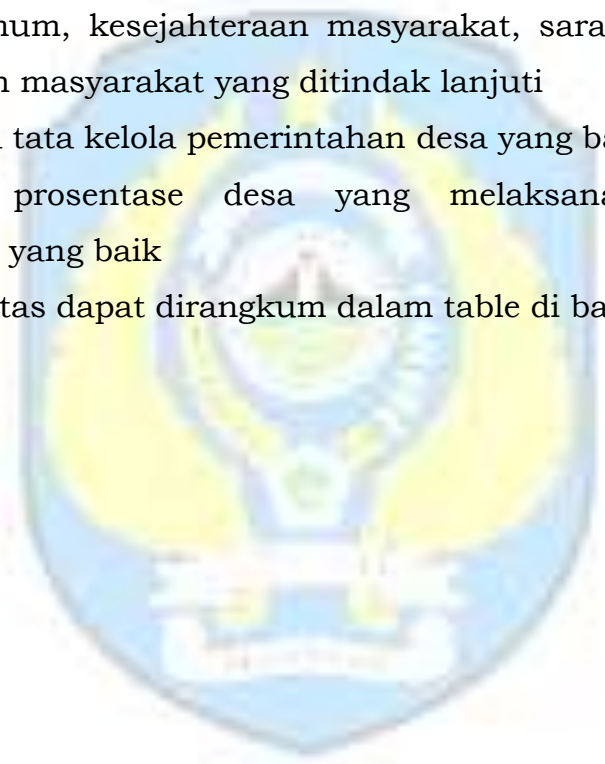 num, kesejahteraan masyarakat, sara
n masyarakat yang ditindak lanjuti
tata kelola pemerintahan desa yang ba
prosentase desa yang melaksana
yang baik
tas dapat dirangkum dalam table di ba